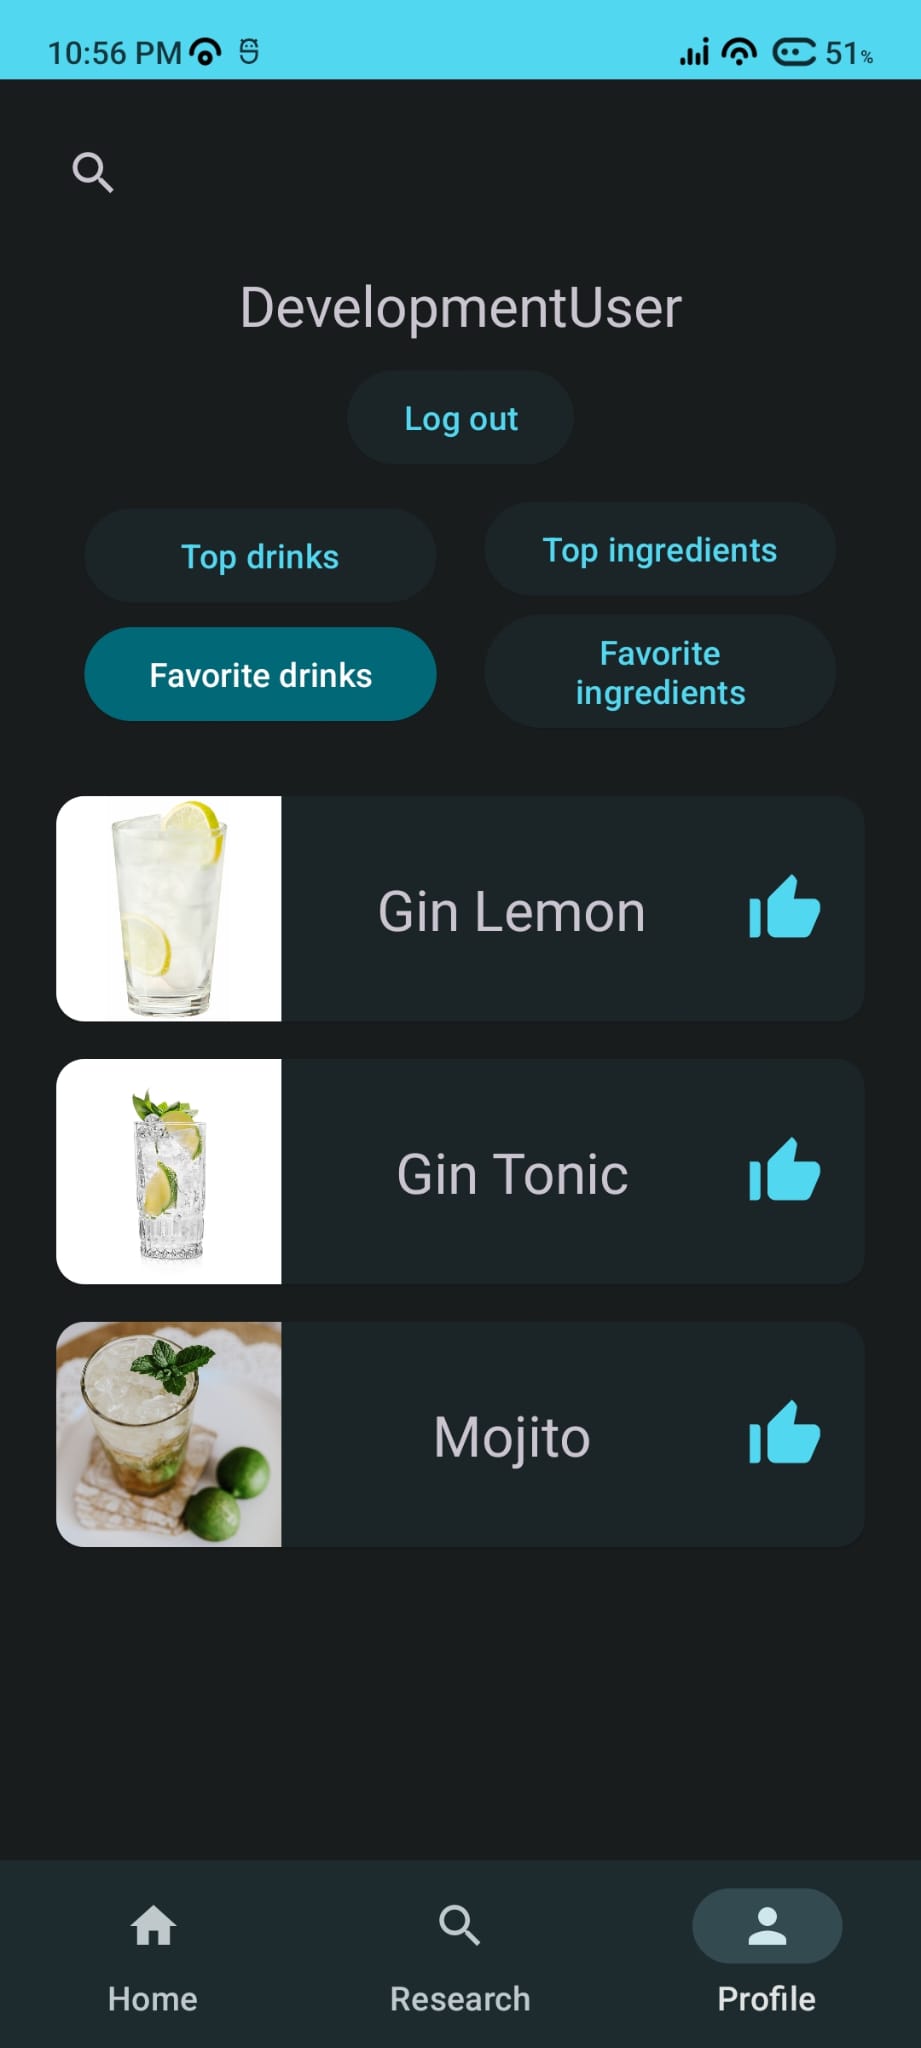 10:56 PM 51%
DevelopmentUser
Log out
Top drinks
Top ingredients
Favorite drinks
Favorite
ingredients
Gin Lemon
Gin Tonic
Mojito
Home
Research
Profile